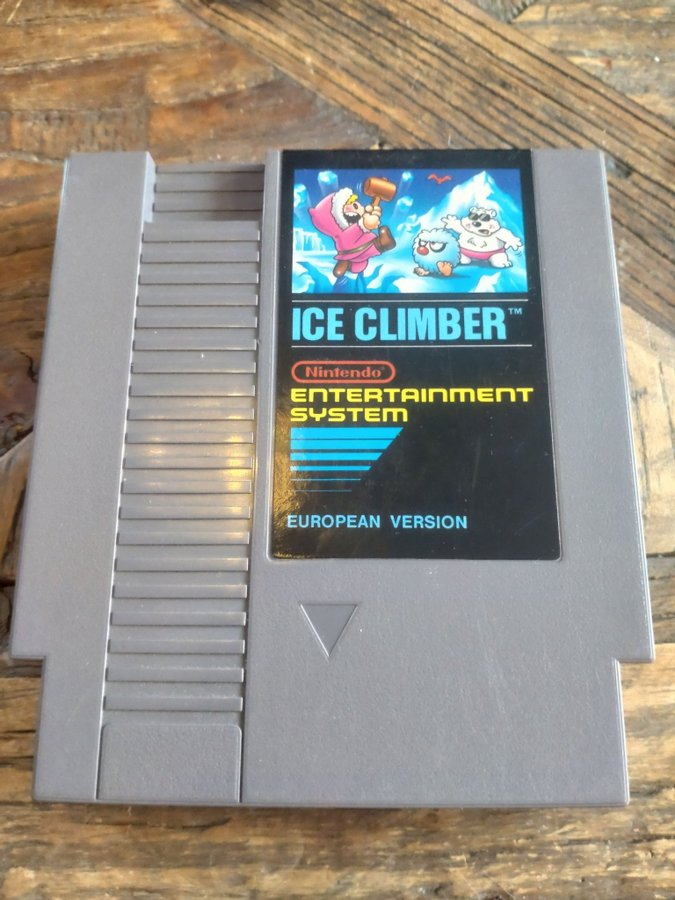 ICE CLIMBER™
Nintendo®
ENTERTAINMENT
SYSTEM
EUROPEAN VERSION